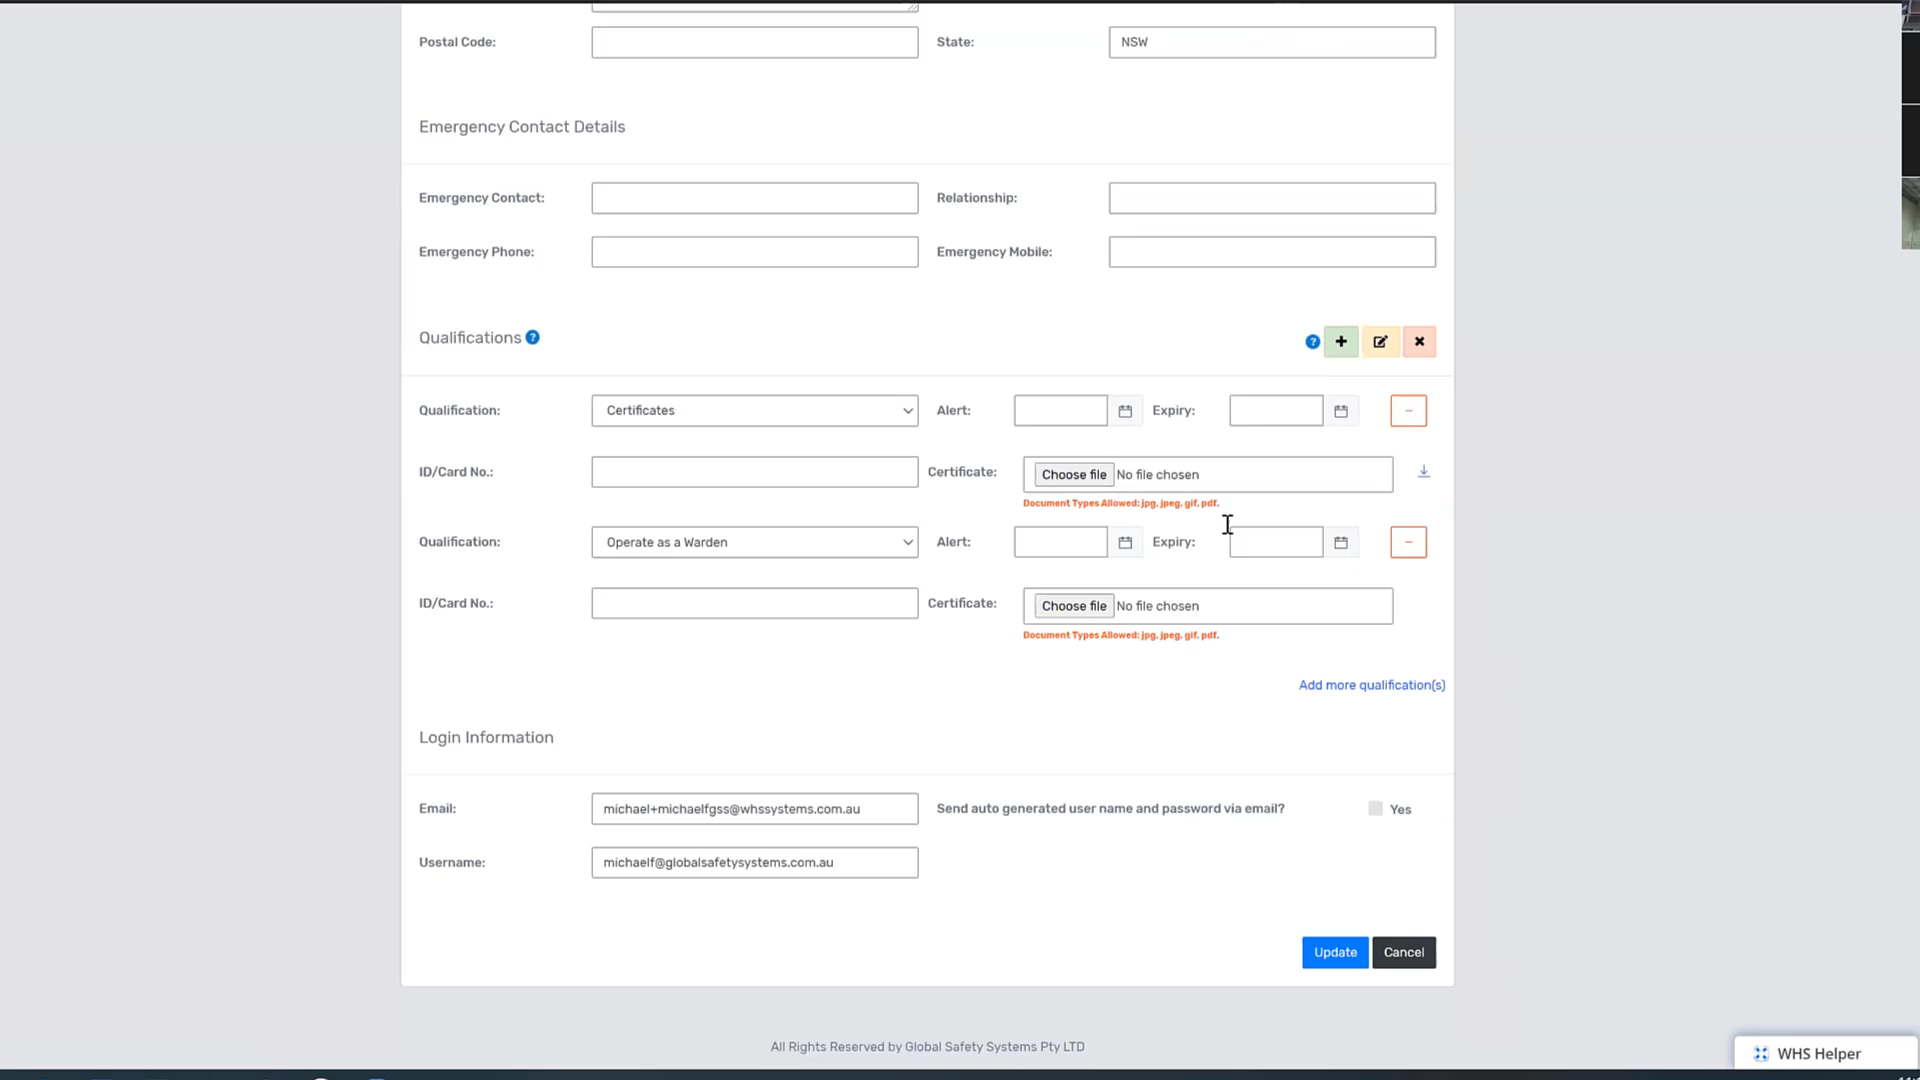 Postal Code: State: NSW
Emergency Contact Details
Emergency Contact: Relationship:
Emergency Phone: Emergency Mobile:
Qualifications ? ? +
Qualification: Certificates Alert: Expiry: −
ID/Card No.: Certificate: Choose file No file chosen
Document Types Allowed: jpg, jpeg, gif, pdf.
Qualification: Operate as a Warden Alert: Expiry: −
ID/Card No.: Certificate: Choose file No file chosen
Document Types Allowed: jpg, jpeg, gif, pdf.
Add more qualification(s)
Login Information
Email: michael+michaelfgss@whssystems.com.au Send auto generated user name and password via email? Yes
Username: michaelf@globalsafetysystems.com.au
Update Cancel
All Rights Reserved by Global Safety Systems Pty LTD
WHS Helper